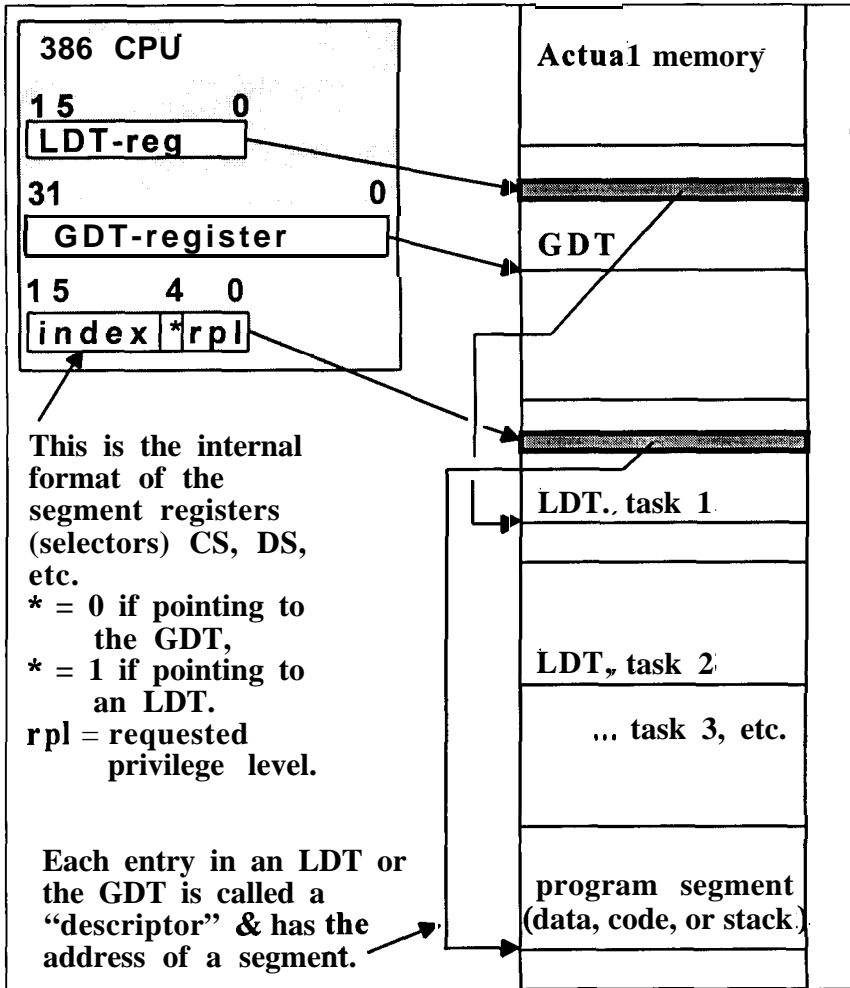 386 CPU
15 0
LDT-reg
31 0
GDT-register
15 4 0
index * rpl
This is the internal
format of the
segment registers
(selectors) CS, DS,
etc.
* = 0 if pointing to
the GDT,
* = 1 if pointing to
an LDT.
rpl = requested
privilege level.
Each entry in an LDT or
the GDT is called a
“descriptor” & has the
address of a segment.
Actual memory
GDT
LDT, task 1
LDT, task 2
... task 3, etc.
program segment
(data, code, or stack)